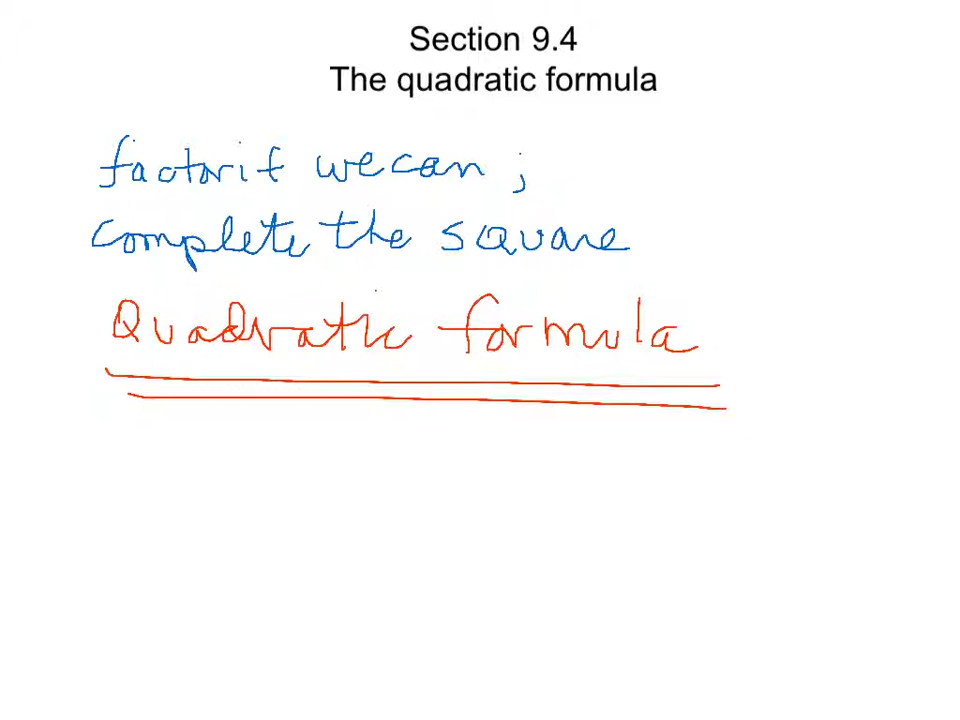 Section 9.4
The quadratic formula
factor if we can ;
complete the square
Quadratic formula